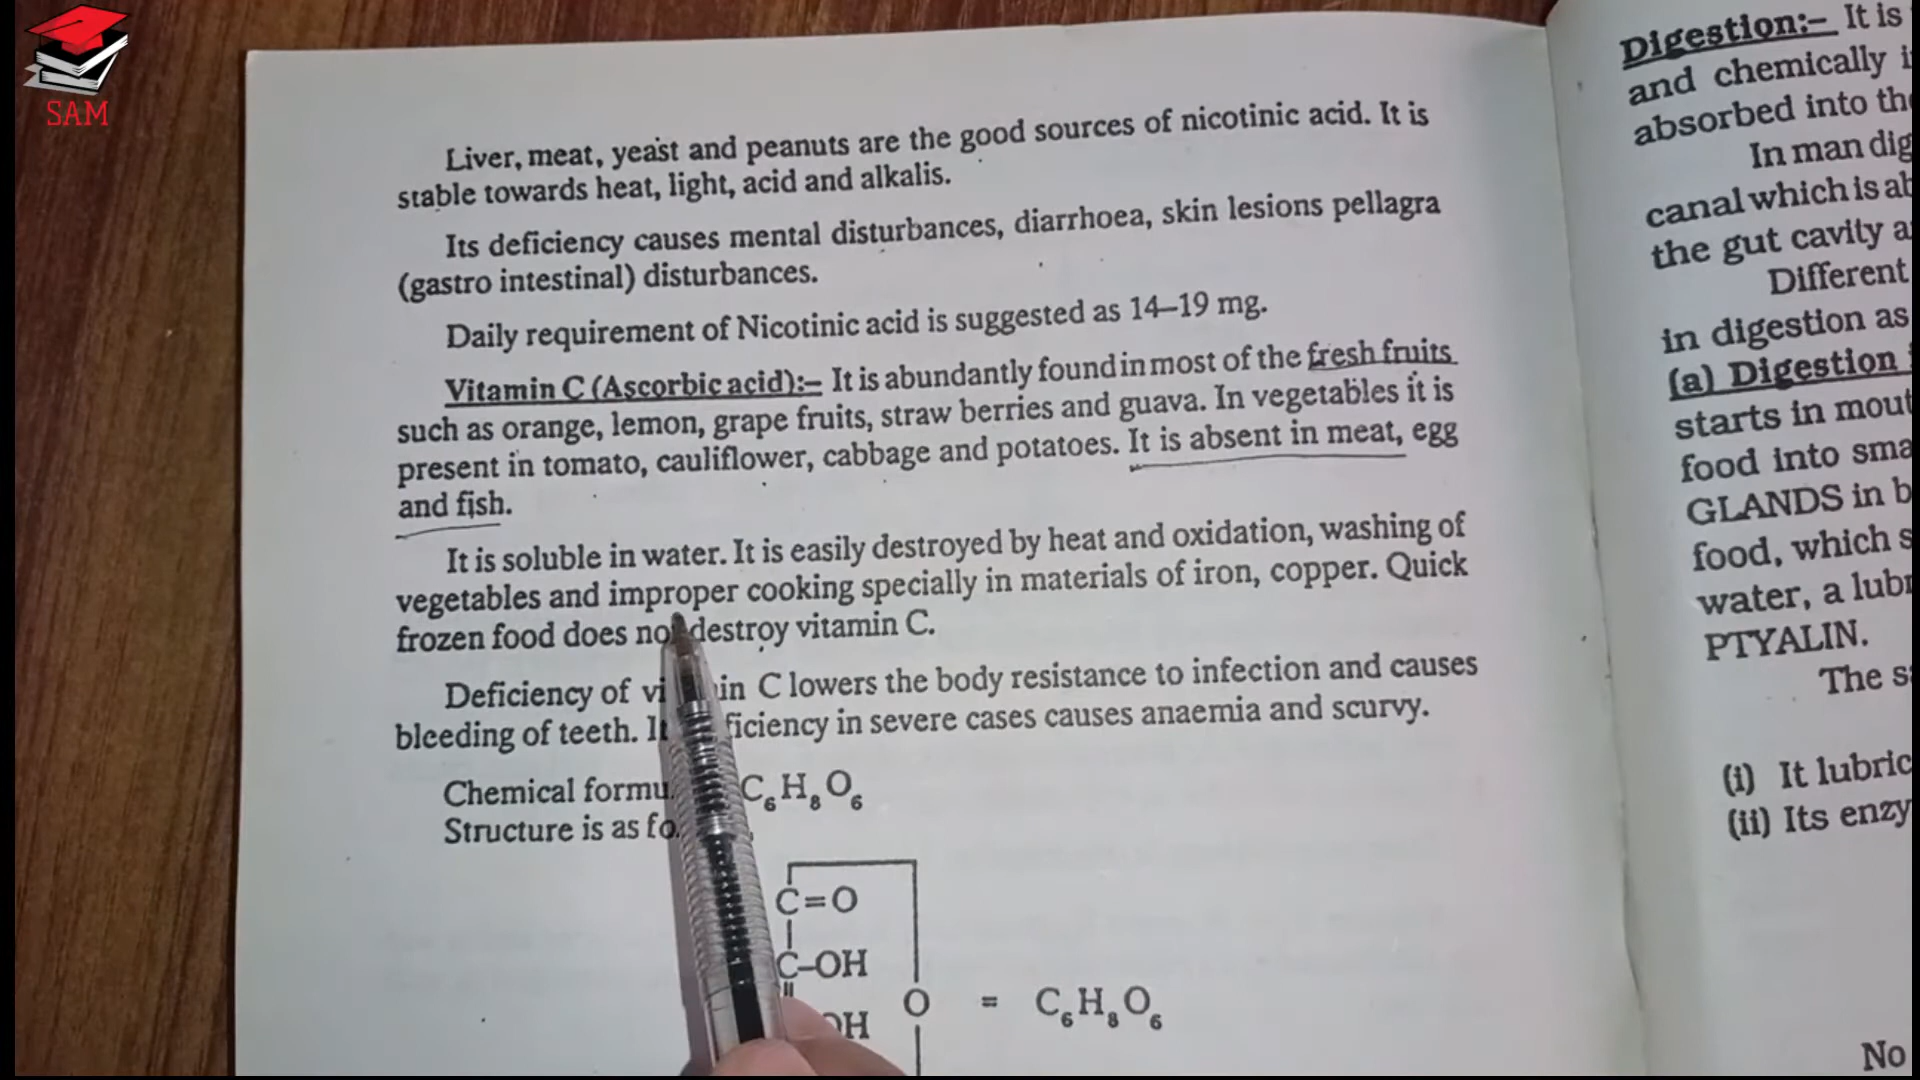 SAM
Liver, meat, yeast and peanuts are the good sources of nicotinic acid. It is
stable towards heat, light, acid and alkalis.
Its deficiency causes mental disturbances, diarrhoea, skin lesions pellagra
(gastro intestinal) disturbances.
Daily requirement of Nicotinic acid is suggested as 14–19 mg.
Vitamin C (Ascorbic acid):– It is abundantly found in most of the fresh fruits
such as orange, lemon, grape fruits, straw berries and guava. In vegetables it is
present in tomato, cauliflower, cabbage and potatoes. It is absent in meat, egg
and fish.
It is soluble in water. It is easily destroyed by heat and oxidation, washing of
vegetables and improper cooking specially in materials of iron, copper. Quick
frozen food does not destroy vitamin C.
Deficiency of C lowers the body resistance to infection and causes
bleeding of teeth. in severe cases causes anaemia and scurvy.
Chemical C₆H₈O₆
Structure is as
C=O
C–OH
O = C₆H₈O₆
Digestion:– It is
and chemically
absorbed into
In man
canal which is
the gut cavity
Different
in digestion as
(a) Digestion
starts in
food into
GLANDS in
food, which
water, a
PTYALIN.
The
(i) It
(ii) Its
No